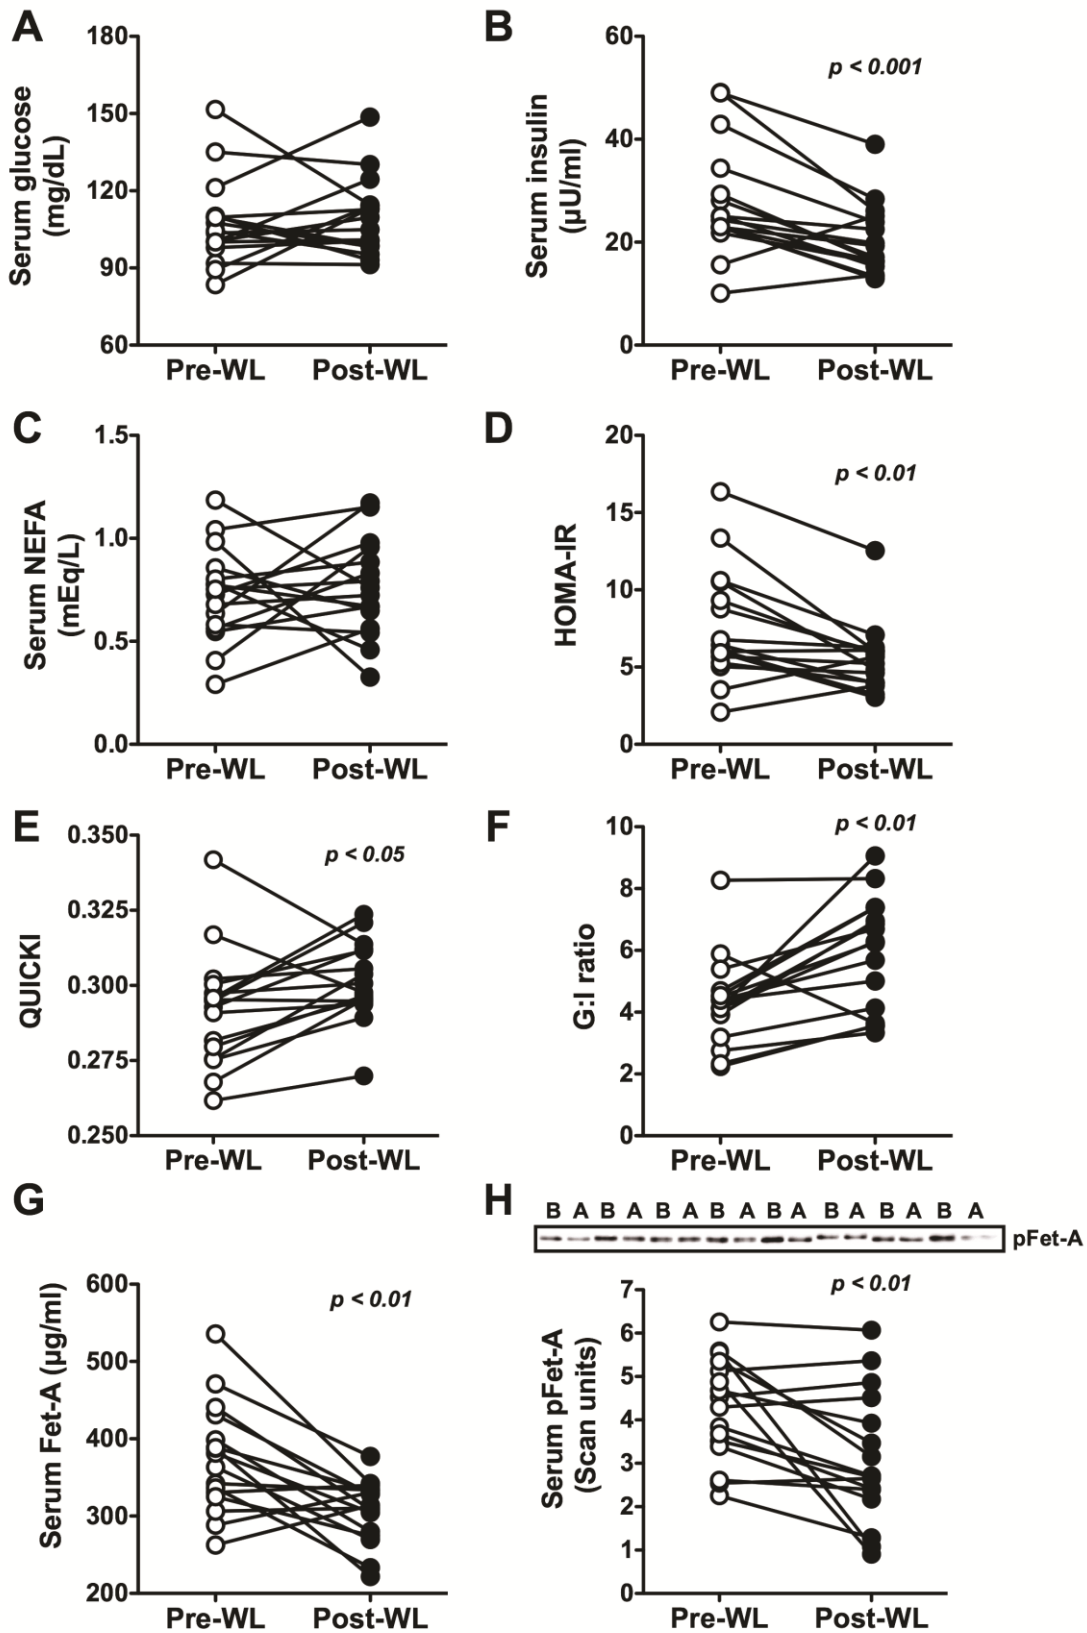 A
Serum glucose
(mg/dL)
180
150
120
90
60
Pre-WL Post-WL
B
Serum insulin
(µU/ml)
60
40
20
0
p < 0.001
Pre-WL Post-WL
C
Serum NEFA
(mEq/L)
1.5
1.0
0.5
0.0
Pre-WL Post-WL
D
HOMA-IR
20
15
10
5
0
p < 0.01
Pre-WL Post-WL
E
QUICKI
0.350
0.325
0.300
0.275
0.250
p < 0.05
Pre-WL Post-WL
F
G:I ratio
10
8
6
4
2
0
p < 0.01
Pre-WL Post-WL
G
Serum Fet-A (µg/ml)
600
500
400
300
200
p < 0.01
Pre-WL Post-WL
H
B A B A B A B A B A B A B A B A
pFet-A
Serum pFet-A
(Scan units)
7
6
5
4
3
2
1
0
p < 0.01
Pre-WL Post-WL